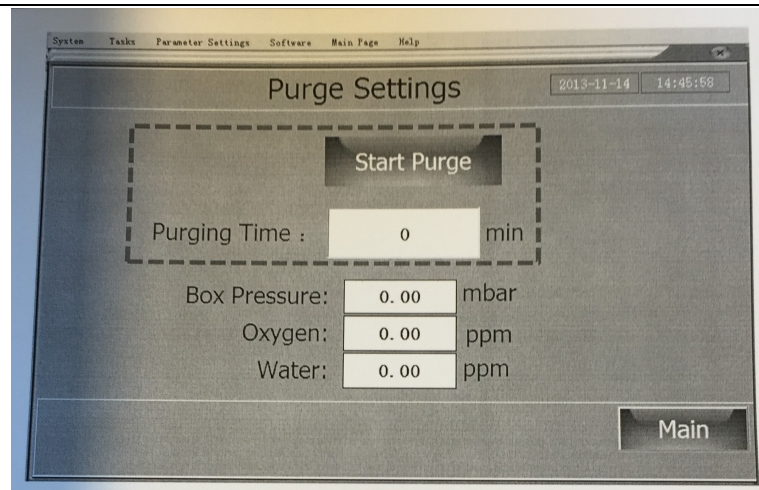 System Tasks Parameter Settings Software Main Page Help
Purge Settings 2013-11-14 14:45:58
Start Purge
Purging Time : 0 min
Box Pressure: 0.00 mbar
Oxygen: 0.00 ppm
Water: 0.00 ppm
Main